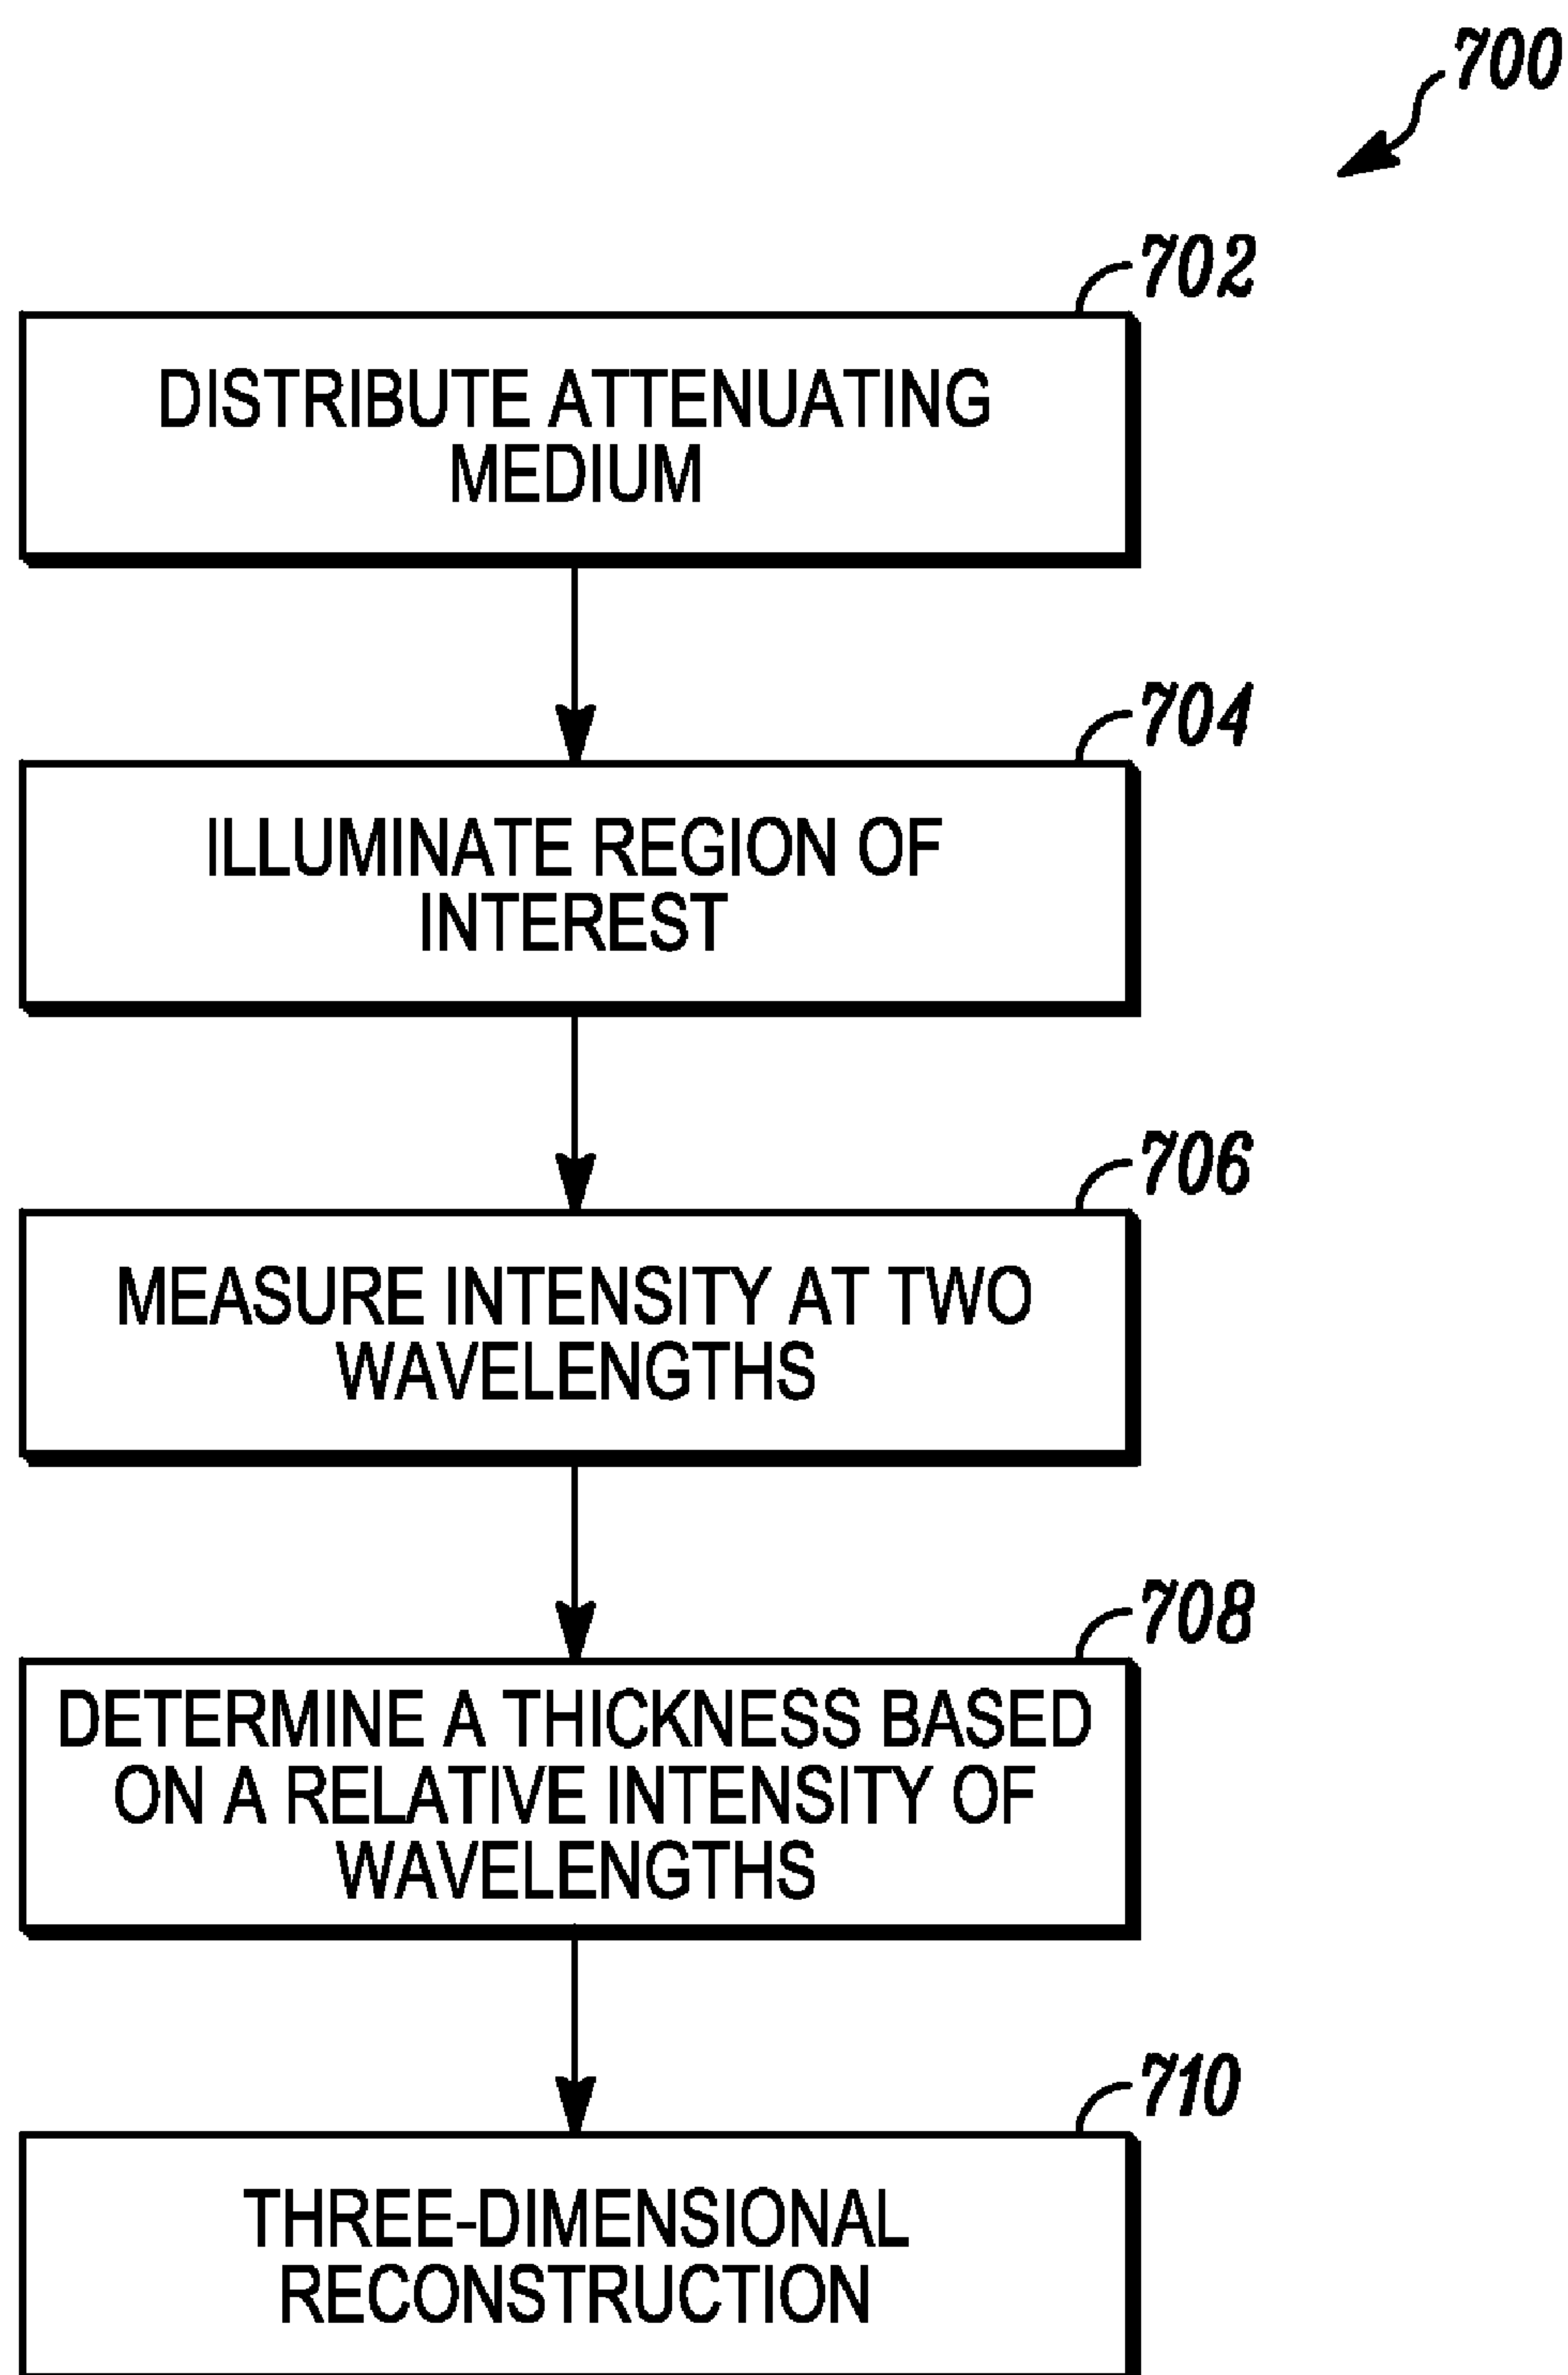 700
702
DISTRIBUTE ATTENUATING
MEDIUM
704
ILLUMINATE REGION OF
INTEREST
706
MEASURE INTENSITY AT TWO
WAVELENGTHS
708
DETERMINE A THICKNESS BASED
ON A RELATIVE INTENSITY OF
WAVELENGTHS
710
THREE-DIMENSIONAL
RECONSTRUCTION